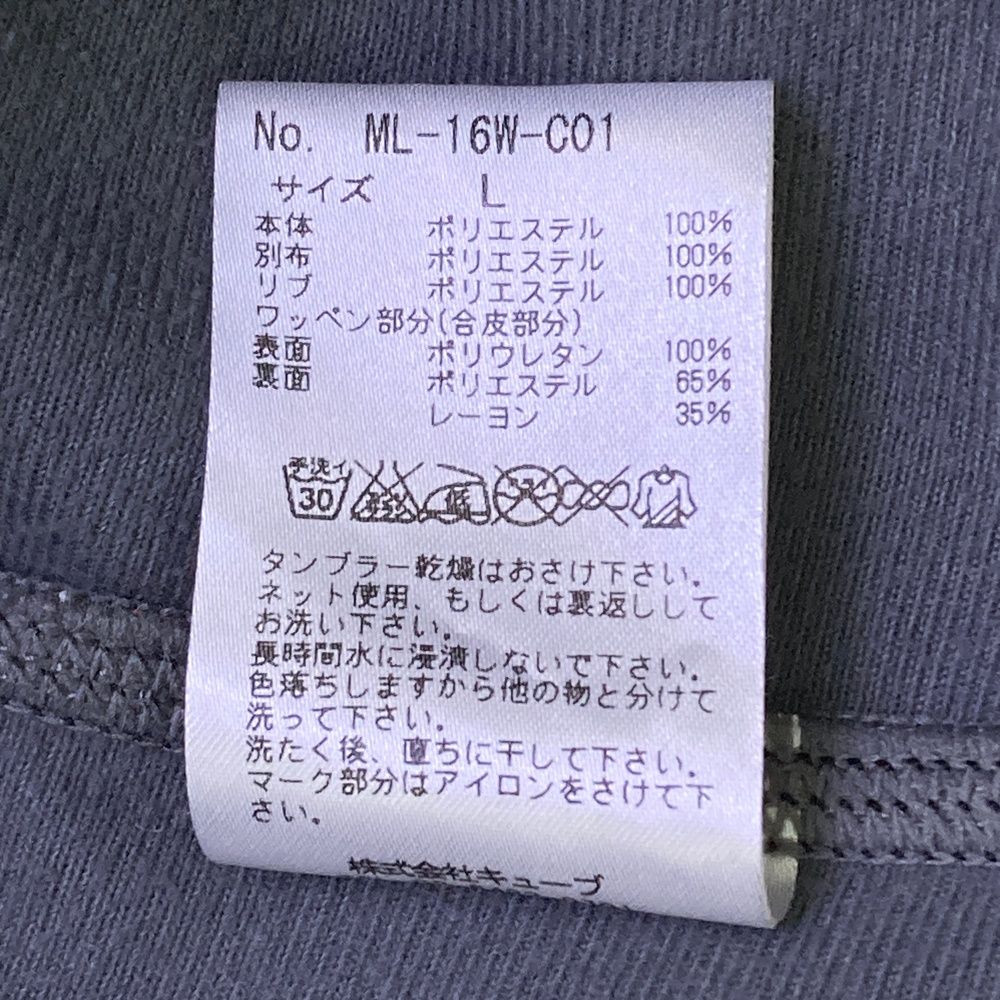 No. ML-16W-C01
サイズ L
本体 ポリエステル 100%
別布 ポリエステル 100%
リブ ポリエステル 100%
ワッペン部分(合皮部分)
表面 ポリウレタン 100%
裏面 ポリエステル 65%
レーヨン 35%
手洗イ
30
タンブラー乾燥はおさけ下さい.
ネット使用、もしくは裏返しして
お洗い下さい.
長時間水に浸漬しないで下さい.
色落ちしますから他の物と分けて
洗って下さい.
洗たく後、直ちに干して下さい.
マーク部分はアイロンをさけて下
さい.
株式会社キューブ